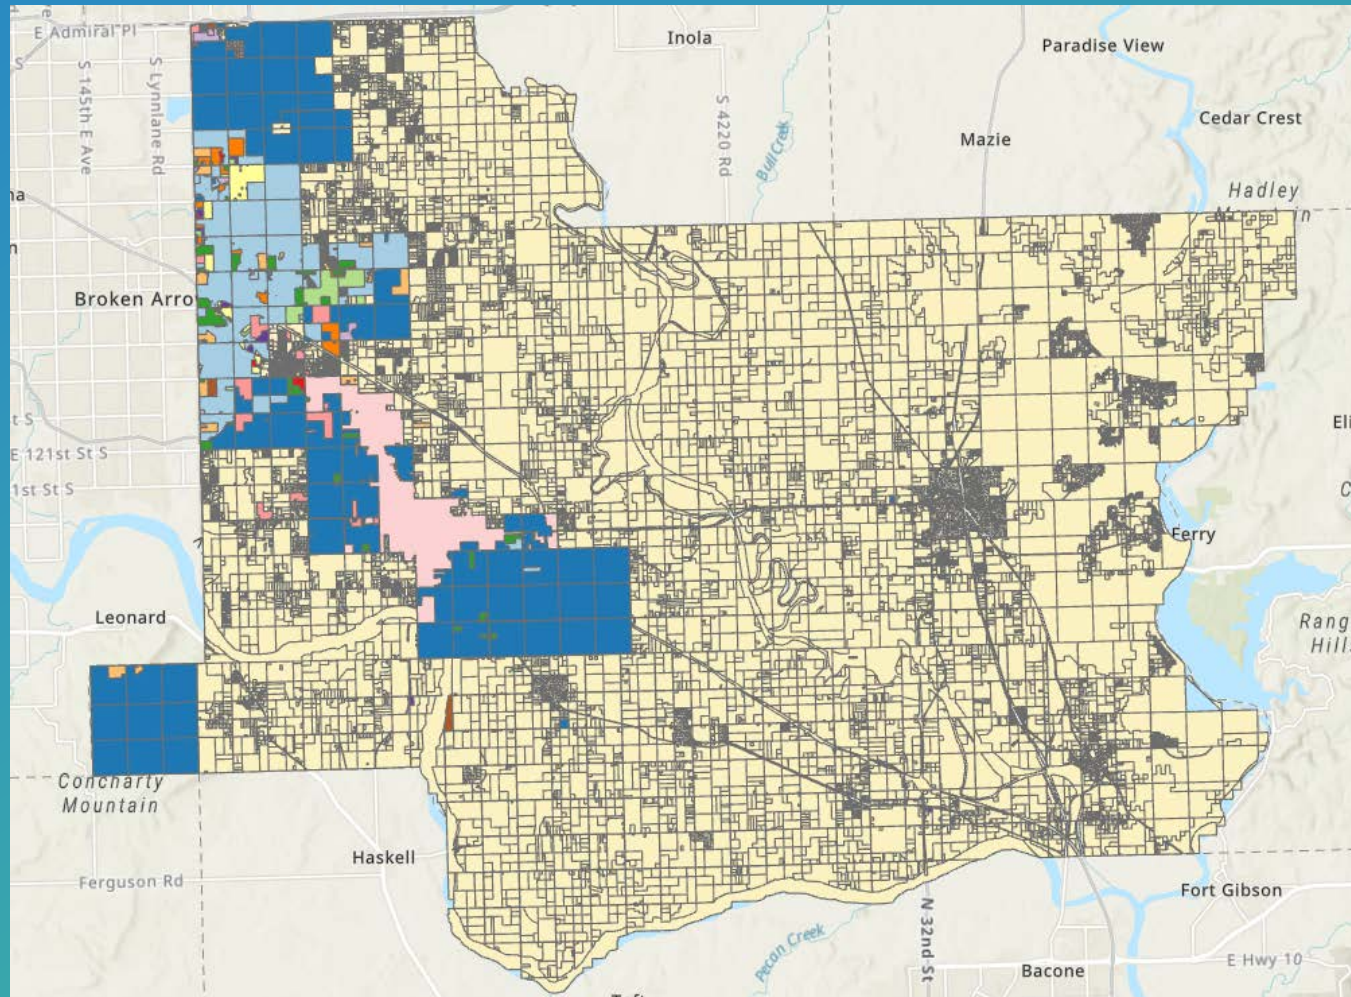 E Admiral Pl
Inola
Paradise View
S
S 145th E Ave
S Lynnlane Rd
S 4220 Rd
Bull Creek
Cedar Crest
Mazie
Hadley
Broken Arro
E 121st St S
1st St S
Ferry
Leonard
Concharty
Mountain
Haskell
Ferguson Rd
Fort Gibson
N 32nd St
Pecan Creek
Bacone
E Hwy 10